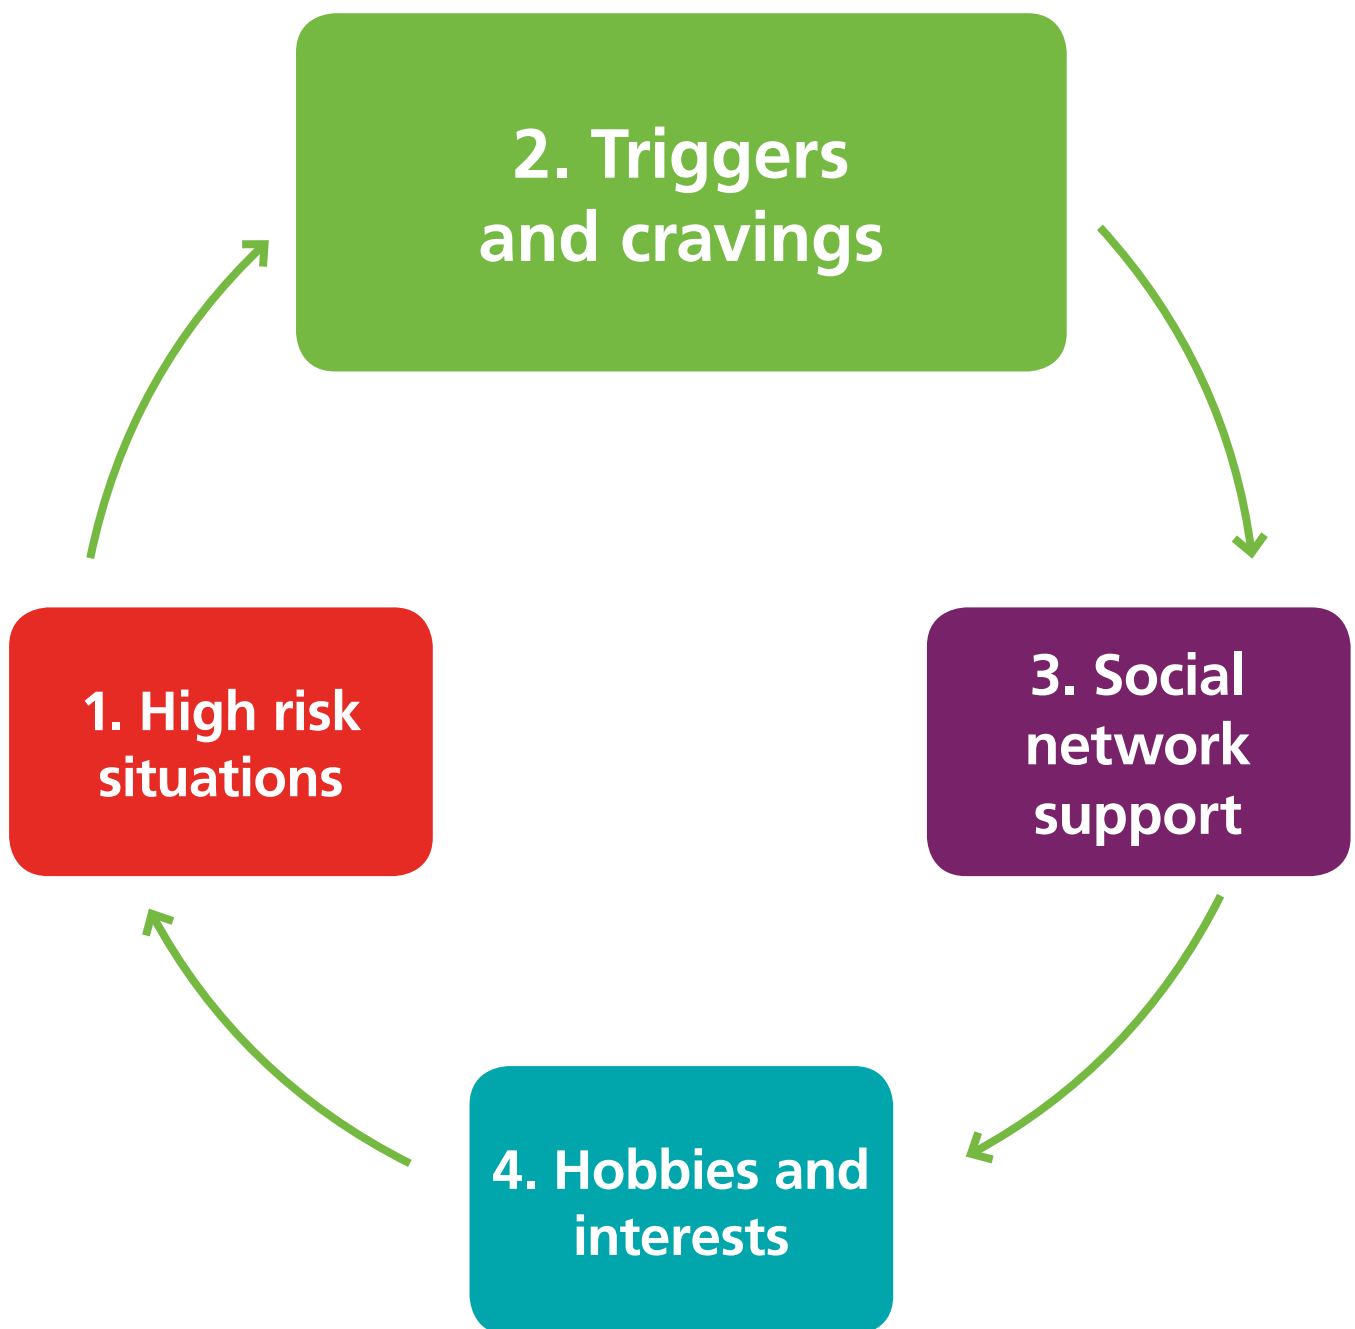 2. Triggers
and cravings
1. High risk
situations
3. Social
network
support
4. Hobbies and
interests